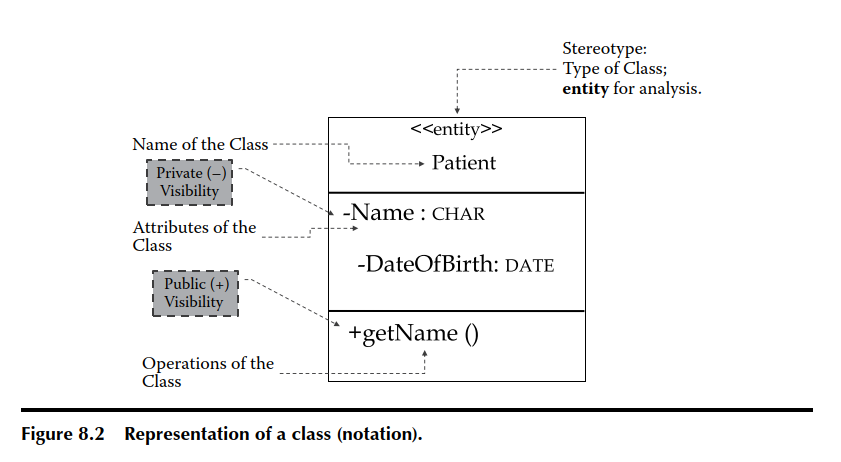 Stereotype:
Type of Class;
entity for analysis.
<<entity>>
Name of the Class
Patient
Private (–)
Visibility
-Name : CHAR
Attributes of the
Class
-DateOfBirth: DATE
Public (+)
Visibility
+getName ()
Operations of the
Class
Figure 8.2 Representation of a class (notation).